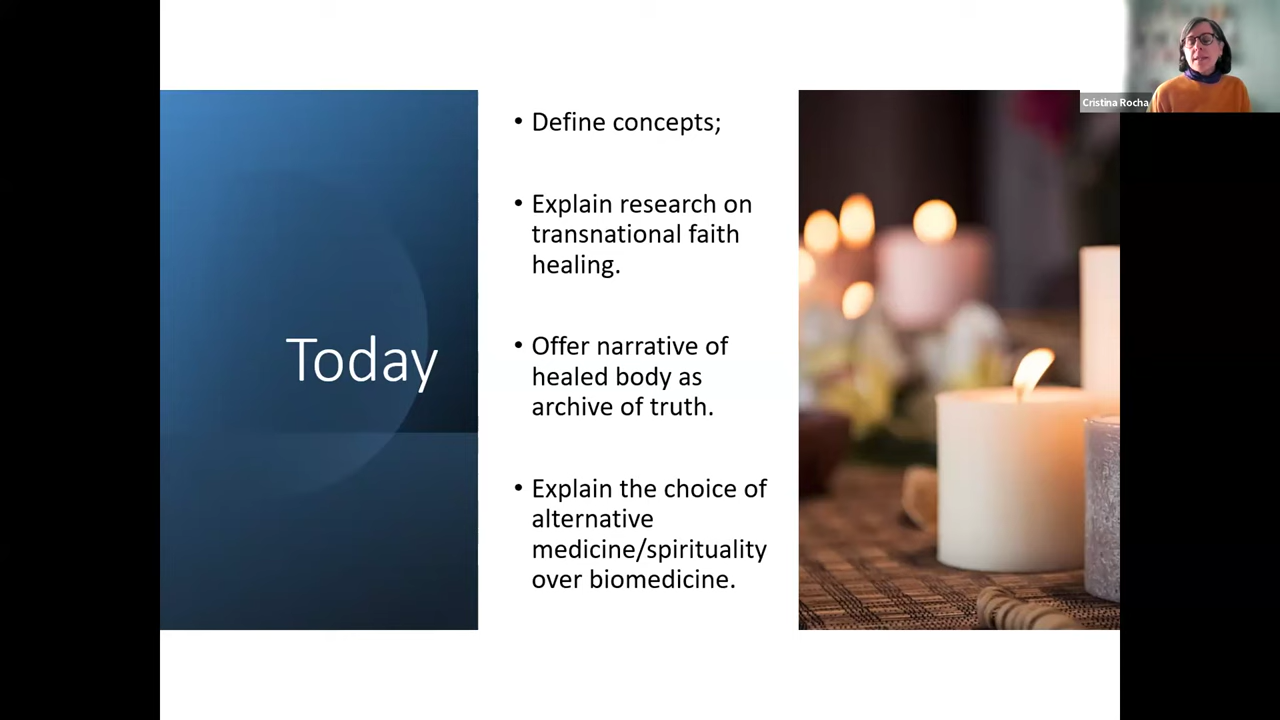 Cristina Rocha
Today
• Define concepts;
• Explain research on
transnational faith
healing.
• Offer narrative of
healed body as
archive of truth.
• Explain the choice of
alternative
medicine/spirituality
over biomedicine.